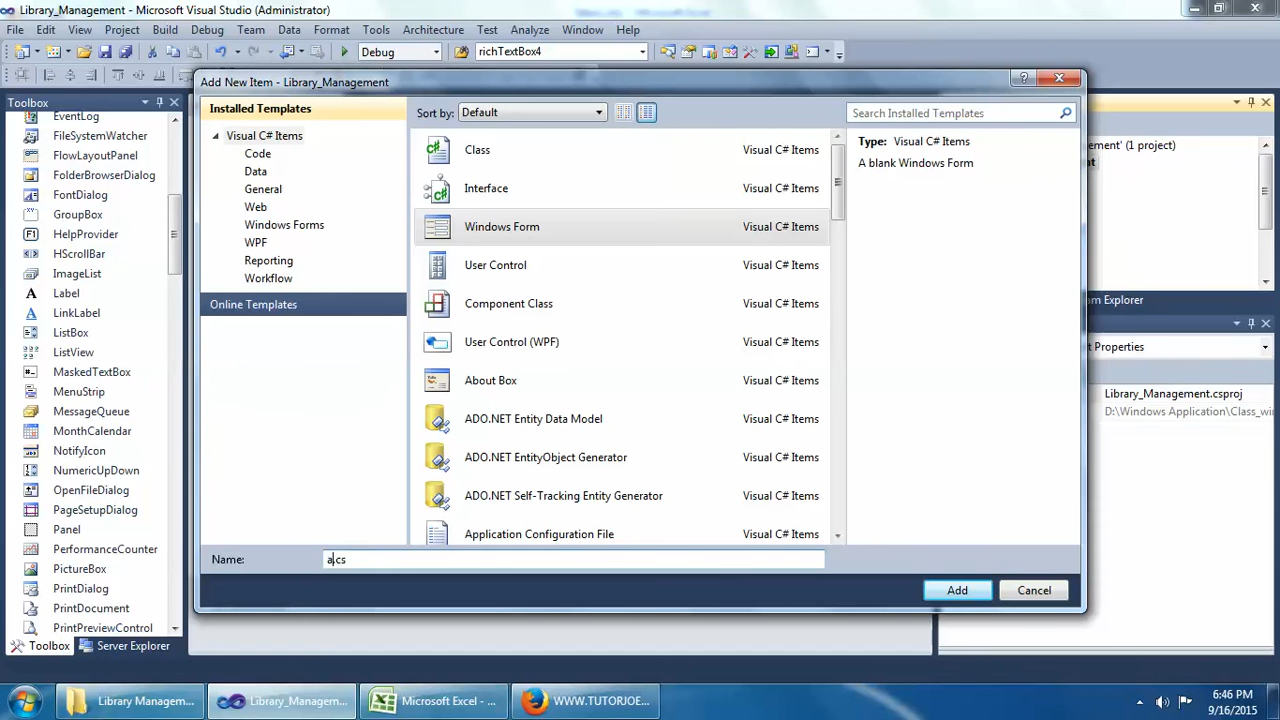 Library_Management - Microsoft Visual Studio (Administrator)
File Edit View Project Build Debug Team Data Format Tools Architecture Test Analyze Window Help
Debug richTextBox4
Toolbox
EventLog
FileSystemWatcher
FlowLayoutPanel
FolderBrowserDialog
FontDialog
GroupBox
HelpProvider
HScrollBar
ImageList
Label
LinkLabel
ListBox
ListView
MaskedTextBox
MenuStrip
MessageQueue
MonthCalendar
NotifyIcon
NumericUpDown
OpenFileDialog
PageSetupDialog
Panel
PerformanceCounter
PictureBox
PrintDialog
PrintDocument
PrintPreviewControl
Toolbox Server Explorer
Add New Item - Library_Management
Installed Templates
Visual C# Items
Code
Data
General
Web
Windows Forms
WPF
Reporting
Workflow
Online Templates
Sort by: Default
Search Installed Templates
Class Visual C# Items
Interface Visual C# Items
Windows Form Visual C# Items
User Control Visual C# Items
Component Class Visual C# Items
User Control (WPF) Visual C# Items
About Box Visual C# Items
ADO.NET Entity Data Model Visual C# Items
ADO.NET EntityObject Generator Visual C# Items
ADO.NET Self-Tracking Entity Generator Visual C# Items
Application Configuration File Visual C# Items
Type: Visual C# Items
A blank Windows Form
Name: a.cs
Add Cancel
(1 project)
Explorer
Properties
Library_Management.csproj
D:\Windows Application\Class_wi
Library Managem... Library_Managem... Microsoft Excel - ... WWW.TUTORJOE...
6:46 PM
9/16/2015